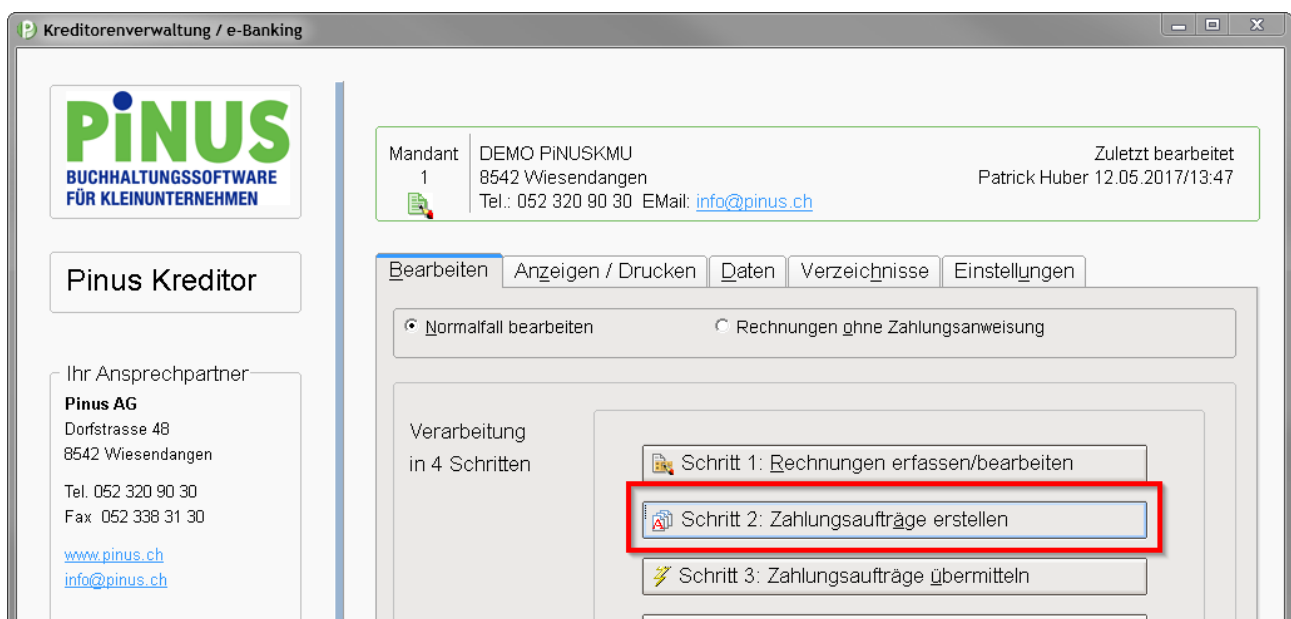 Kreditorenverwaltung / e-Banking
PiNUS
BUCHHALTUNGSSOFTWARE
FÜR KLEINUNTERNEHMEN
Pinus Kreditor
Ihr Ansprechpartner
Pinus AG
Dorfstrasse 48
8542 Wiesendangen
Tel. 052 320 90 30
Fax 052 338 31 30
www.pinus.ch
info@pinus.ch
Mandant
1
DEMO PiNUSKMU
8542 Wiesendangen
Tel.: 052 320 90 30 EMail: info@pinus.ch
Zuletzt bearbeitet
Patrick Huber 12.05.2017/13:47
Bearbeiten Anzeigen / Drucken Daten Verzeichnisse Einstellungen
Normalfall bearbeiten Rechnungen ohne Zahlungsanweisung
Verarbeitung
in 4 Schritten
Schritt 1: Rechnungen erfassen/bearbeiten
Schritt 2: Zahlungsaufträge erstellen
Schritt 3: Zahlungsaufträge übermitteln